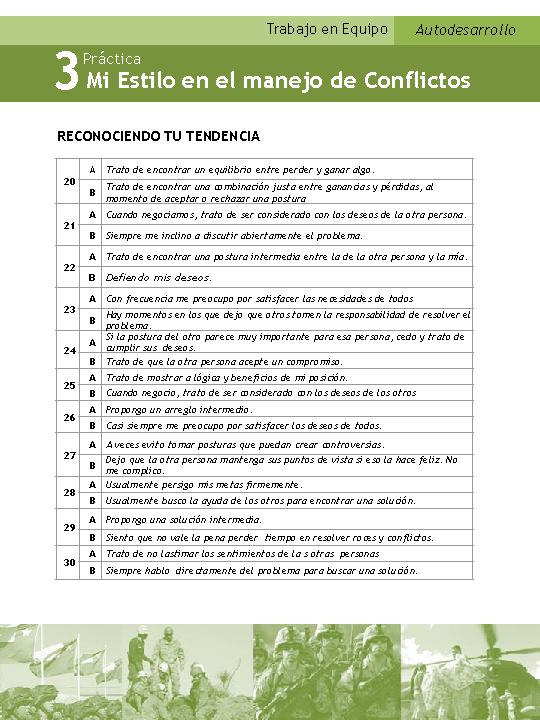 Trabajo en Equipo
Autodesarrollo
3
Práctica
Mi Estilo en el manejo de Conflictos
RECONOCIENDO TU TENDENCIA
20
A Trato de encontrar un equilibrio entre perder y ganar algo.
B Trato de encontrar una combinación justa entre ganancias y pérdidas, al
momento de aceptar o rechazar una postura
21
A Cuando negociamos, trato de ser considerado con los deseos de la otra persona.
B Siempre me inclino a discutir abiertamente el problema.
22
A Trato de encontrar una postura intermedia entre la de la otra persona y la mía.
B Defiendo mis deseos.
23
A Con frecuencia me preocupo por satisfacer las necesidades de todos
B Hay momentos en los que dejo que otros tomen la responsabilidad de resolver el
problema.
24
A Si la postura del otro parece muy importante para esa persona, cedo y trato de
cumplir sus deseos.
B Trato de que la otra persona acepte un compromiso.
25
A Trato de mostrar a lógica y beneficios de mi posición.
B Cuando negocio, trato de ser considerado con los deseos de los otros
26
A Propongo un arreglo intermedio.
B Casi siempre me preocupo por satisfacer los deseos de todos.
27
A A veces evito tomar posturas que puedan crear controversias.
B Dejo que la otra persona mantenga sus puntos de vista si eso la hace feliz. No
me complico.
28
A Usualmente persigo mis metas firmemente.
B Usualmente busco la ayuda de los otros para encontrar una solución.
29
A Propongo una solución intermedia.
B Siento que no vale la pena perder tiempo en resolver roces y conflictos.
30
A Trato de no lastimar los sentimientos de la s otras personas
B Siempre hablo directamente del problema para buscar una solución.